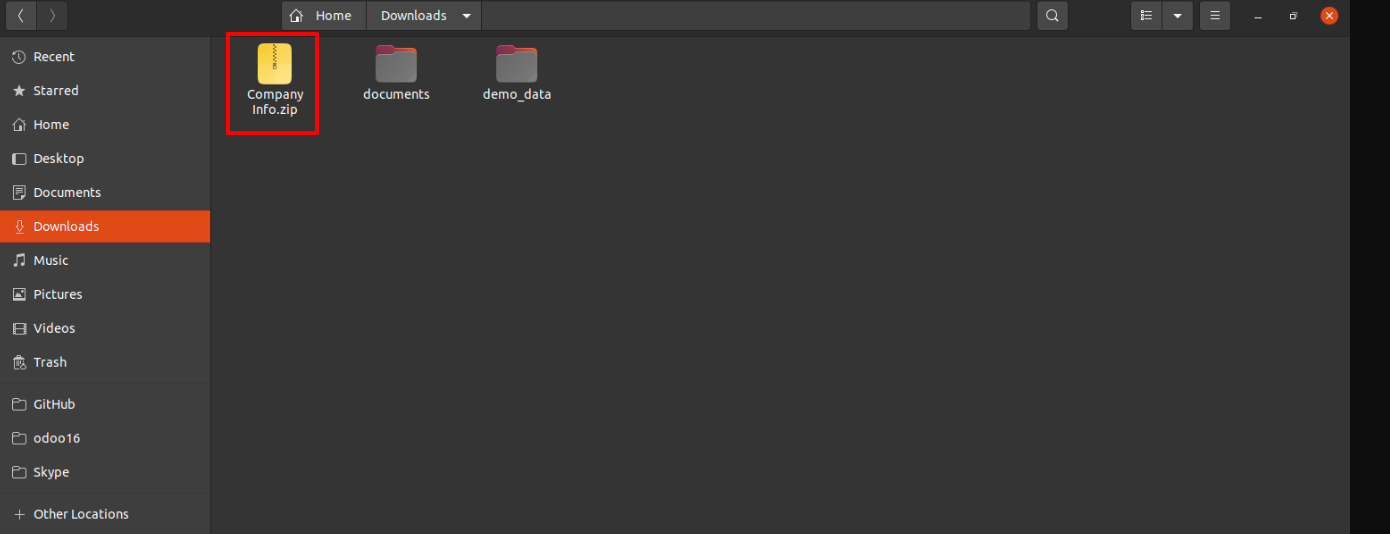 Home
Downloads
Recent
Starred
Home
Desktop
Documents
Downloads
Music
Pictures
Videos
Trash
GitHub
odoo16
Skype
Other Locations
Company
Info.zip
documents
demo_data